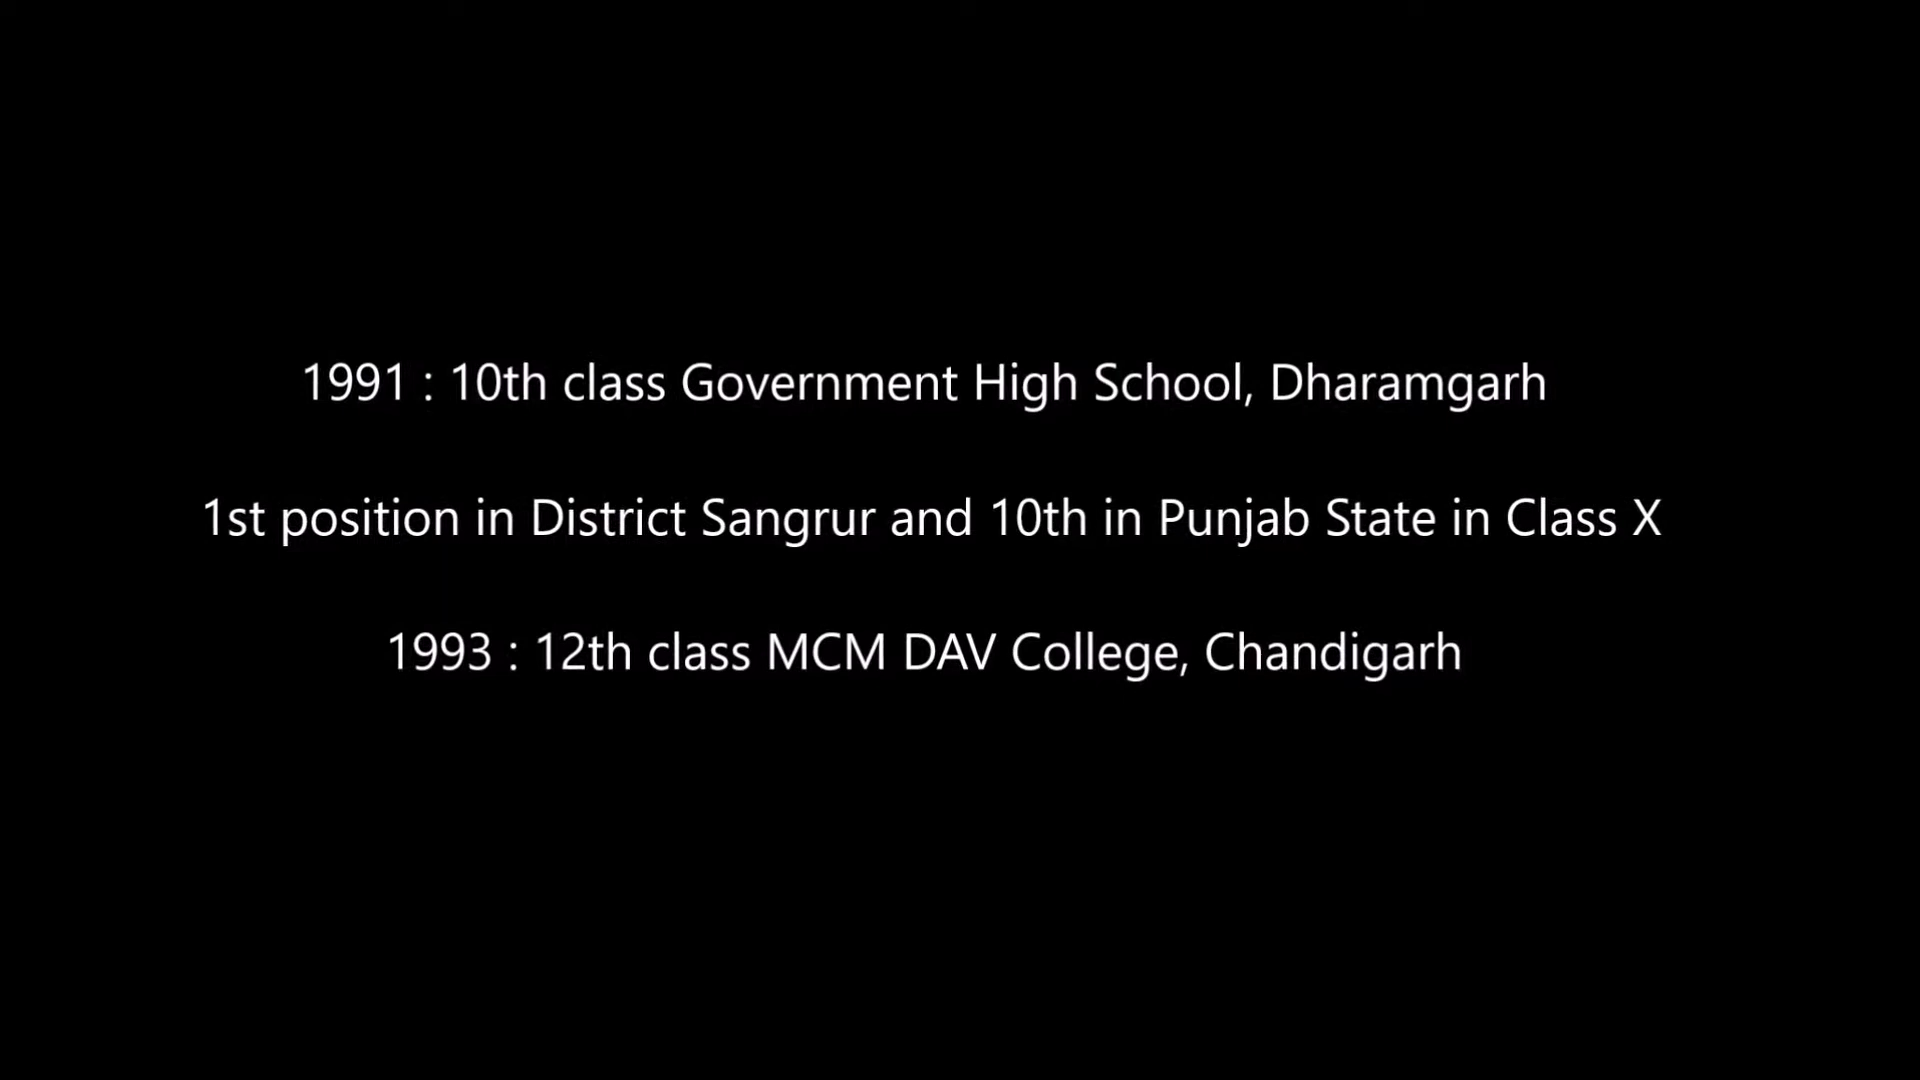 1991 : 10th class Government High School, Dharamgarh
1st position in District Sangrur and 10th in Punjab State in Class X
1993 : 12th class MCM DAV College, Chandigarh